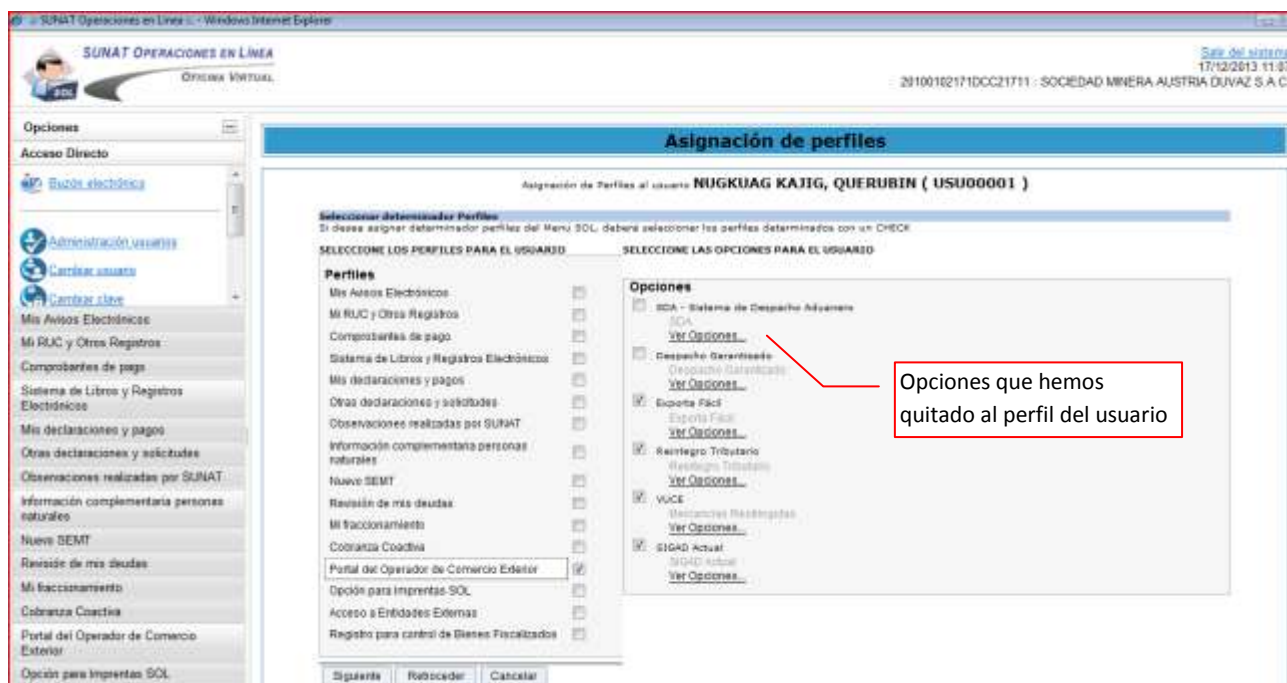 SUNAT Operaciones en Línea - Windows Internet Explorer
SUNAT OPERACIONES EN LÍNEA
OFICINA VIRTUAL
SOL
Salir del sistema
17/12/2013 11:07
20100102171DCC21711 : SOCIEDAD MINERA AUSTRIA DUVAZ S.A.C
Opciones
Acceso Directo
Buzón electrónico
Administración usuarios
Cambiar usuario
Cambiar clave
Mis Avisos Electrónicos
Mi RUC y Otros Registros
Comprobantes de pago
Sistema de Libros y Registros
Electrónicos
Mis declaraciones y pagos
Otras declaraciones y solicitudes
Observaciones realizadas por SUNAT
Información complementaria personas
naturales
Nuevo SEMT
Revisión de mis deudas
Mi fraccionamiento
Cobranza Coactiva
Portal del Operador de Comercio
Exterior
Opción para Imprentas SOL
Asignación de perfiles
Asignación de Perfiles al usuario NUGKUAG KAJIG, QUERUBIN ( USU00001 )
Seleccionar determinador Perfiles
Si desea asignar determinador perfiles del Menú SOL, deberá seleccionar los perfiles determinados con un CHECK
SELECCIONE LOS PERFILES PARA EL USUARIO
Perfiles
Mis Avisos Electrónicos
Mi RUC y Otros Registros
Comprobantes de pago
Sistema de Libros y Registros Electrónicos
Mis declaraciones y pagos
Otras declaraciones y solicitudes
Observaciones realizadas por SUNAT
Información complementaria personas
naturales
Nuevo SEMT
Revisión de mis deudas
Mi fraccionamiento
Cobranza Coactiva
Portal del Operador de Comercio Exterior
Opción para Imprentas SOL
Acceso a Entidades Externas
Registro para control de Bienes Fiscalizados
Siguiente Retroceder Cancelar
SELECCIONE LAS OPCIONES PARA EL USUARIO
Opciones
SDA - Sistema de Despacho Aduanero
SDA
Ver Opciones...
Despacho Garantizado
Despacho Garantizado
Ver Opciones...
Exporta Fácil
Exporta Fácil
Ver Opciones...
Reintegro Tributario
Reintegro Tributario
Ver Opciones...
VUCE
Mercancías Restringidas
Ver Opciones...
SIGAD Actual
SIGAD Actual
Ver Opciones...
Opciones que hemos
quitado al perfil del usuario